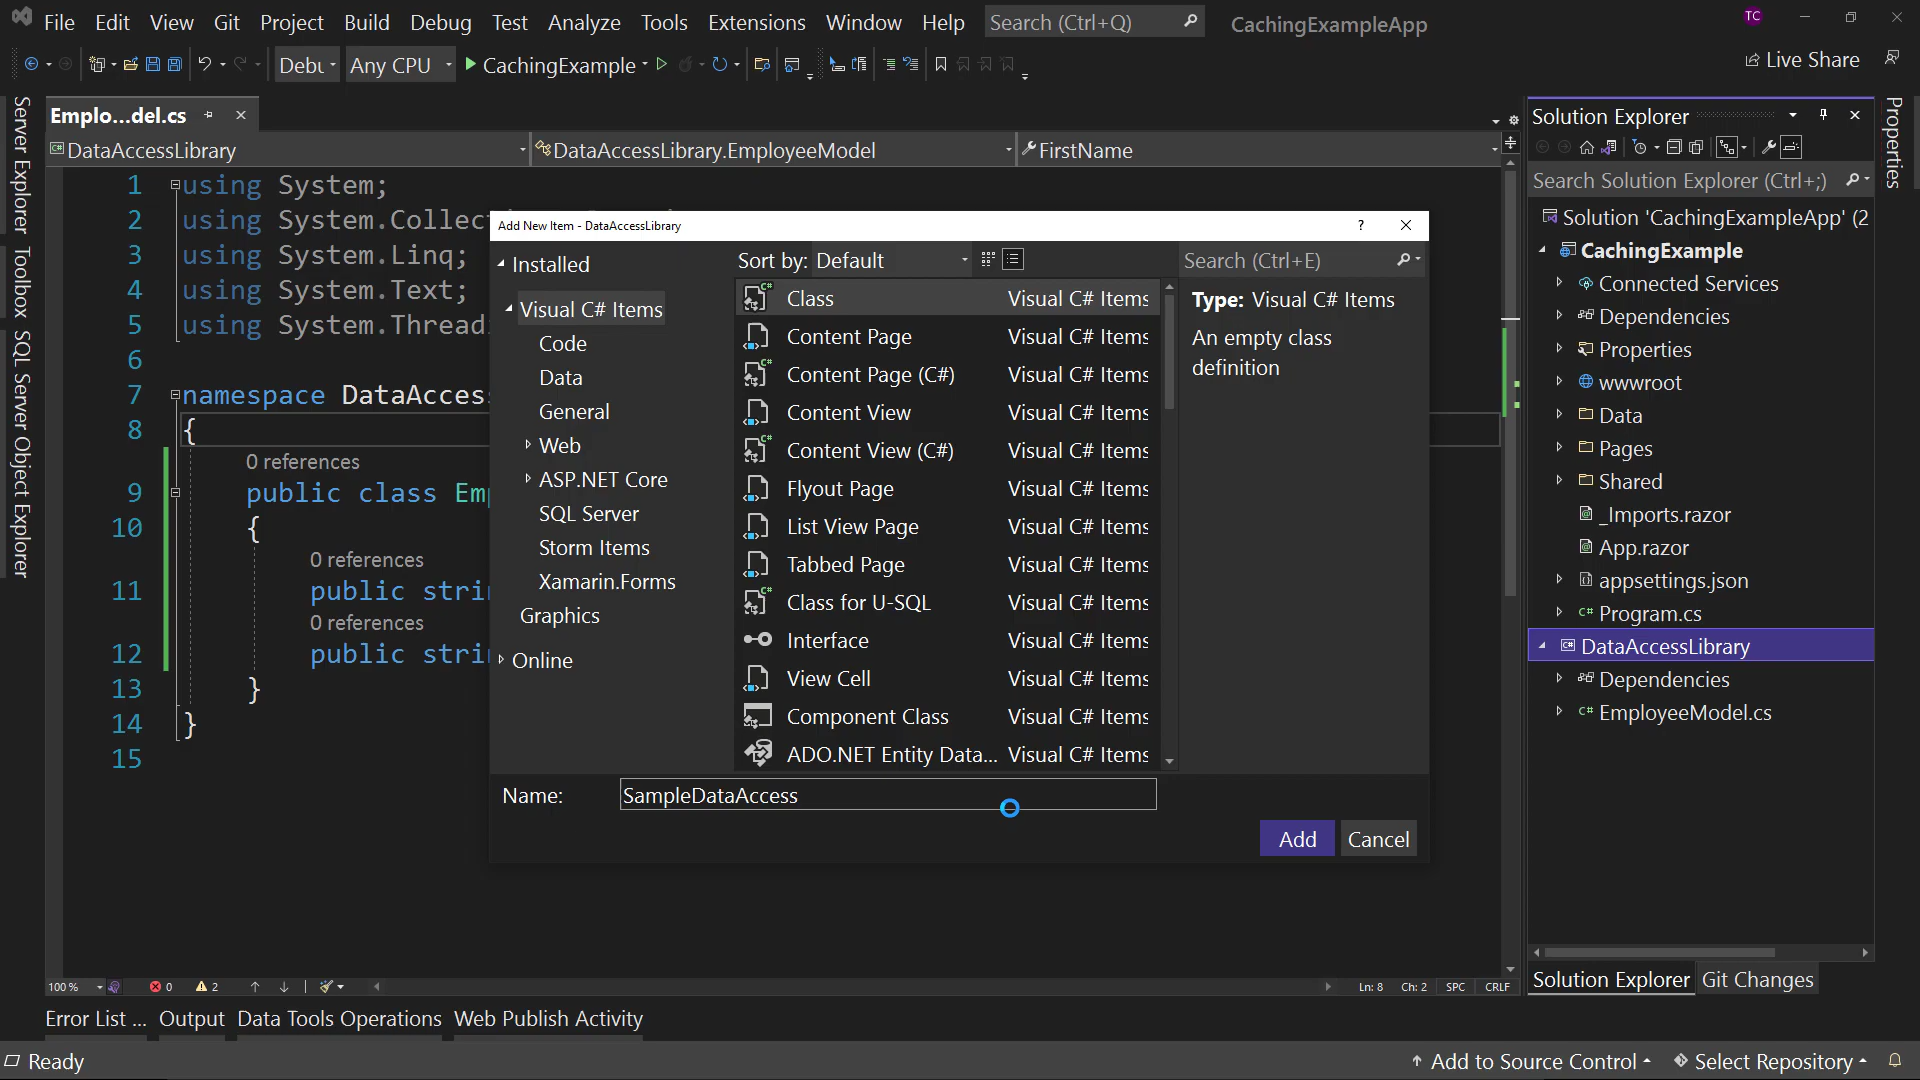 File Edit View Git Project Build Debug Test Analyze Tools Extensions Window Help Search (Ctrl+Q) CachingExampleApp TC
Debu Any CPU CachingExample Live Share
Server Explorer
Toolbox
SQL Server Object Explorer
Emplo...del.cs
DataAccessLibrary DataAccessLibrary.EmployeeModel FirstName
1 using System;
2 using System.Collect
3 using System.Linq;
4 using System.Text;
5 using System.Thread
6
7 namespace DataAcces
8 {
0 references
9 public class Em
10 {
0 references
11 public stri
0 references
12 public stri
13 }
14 }
15
Add New Item - DataAccessLibrary ?
Installed
Visual C# Items
Code
Data
General
Web
ASP.NET Core
SQL Server
Storm Items
Xamarin.Forms
Graphics
Online
Sort by: Default
Class Visual C# Items
Content Page Visual C# Items
Content Page (C#) Visual C# Items
Content View Visual C# Items
Content View (C#) Visual C# Items
Flyout Page Visual C# Items
List View Page Visual C# Items
Tabbed Page Visual C# Items
Class for U-SQL Visual C# Items
Interface Visual C# Items
View Cell Visual C# Items
Component Class Visual C# Items
ADO.NET Entity Data... Visual C# Items
Search (Ctrl+E)
Type: Visual C# Items
An empty class
definition
Name: SampleDataAccess
Add Cancel
Solution Explorer
Search Solution Explorer (Ctrl+;)
Solution 'CachingExampleApp' (2
CachingExample
Connected Services
Dependencies
Properties
wwwroot
Data
Pages
Shared
_Imports.razor
App.razor
appsettings.json
Program.cs
DataAccessLibrary
Dependencies
EmployeeModel.cs
Solution Explorer Git Changes
Properties
100 % 0 2 Ln: 8 Ch: 2 SPC CRLF
Error List ... Output Data Tools Operations Web Publish Activity
Ready Add to Source Control Select Repository